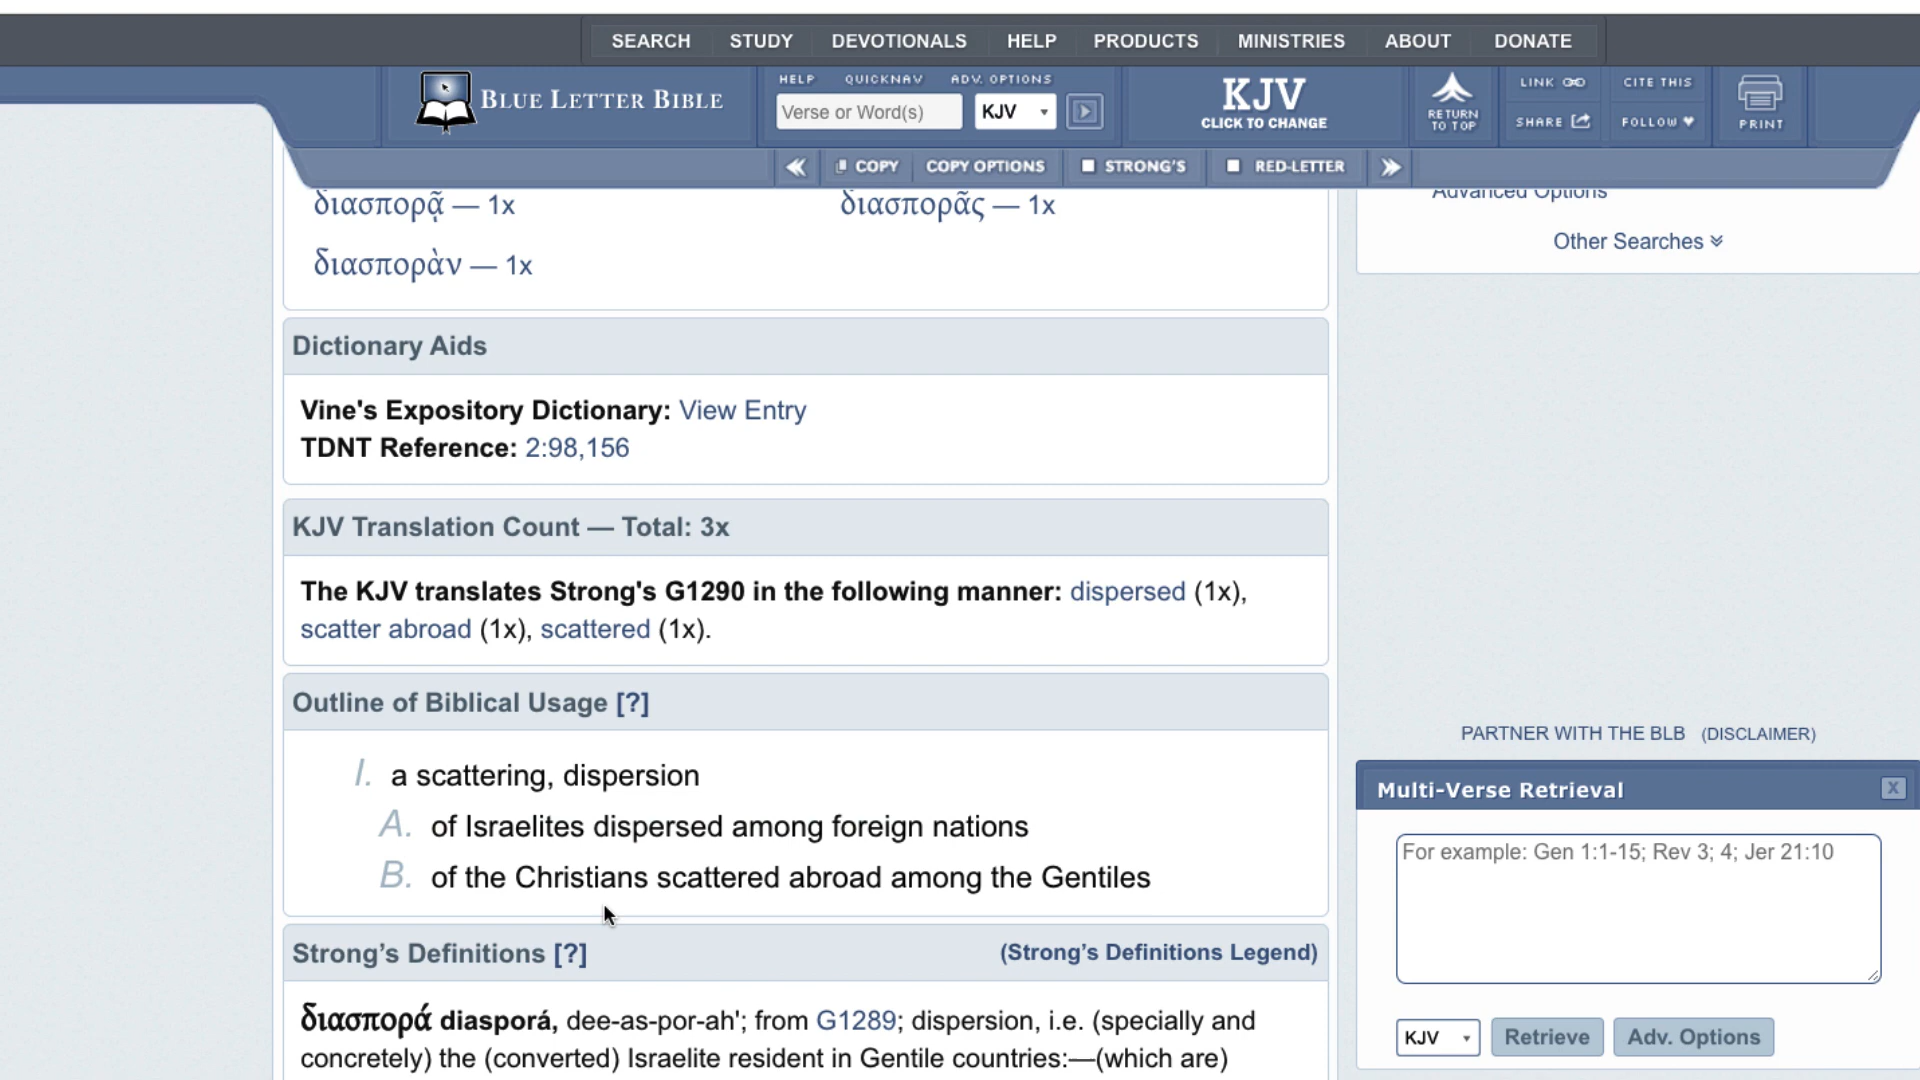 SEARCH STUDY DEVOTIONALS HELP PRODUCTS MINISTRIES ABOUT DONATE
HELP QUICKNAV ADV. OPTIONS
BLUE LETTER BIBLE
Verse or Word(s) KJV
KJV
CLICK TO CHANGE
RETURN
TO TOP
LINK
SHARE
CITE THIS
FOLLOW
PRINT
COPY COPY OPTIONS STRONG'S RED-LETTER
διασπορᾷ — 1x διασπορᾶς — 1x
διασπορὰν — 1x
Dictionary Aids
Vine's Expository Dictionary: View Entry
TDNT Reference: 2:98,156
KJV Translation Count — Total: 3x
The KJV translates Strong's G1290 in the following manner: dispersed (1x),
scatter abroad (1x), scattered (1x).
Outline of Biblical Usage [?]
I. a scattering, dispersion
A. of Israelites dispersed among foreign nations
B. of the Christians scattered abroad among the Gentiles
Strong's Definitions [?] (Strong's Definitions Legend)
διασπορά diasporá, dee-as-por-ah'; from G1289; dispersion, i.e. (specially and
concretely) the (converted) Israelite resident in Gentile countries:—(which are)
Advanced Options
Other Searches
PARTNER WITH THE BLB (DISCLAIMER)
Multi-Verse Retrieval X
For example: Gen 1:1-15; Rev 3; 4; Jer 21:10
KJV Retrieve Adv. Options